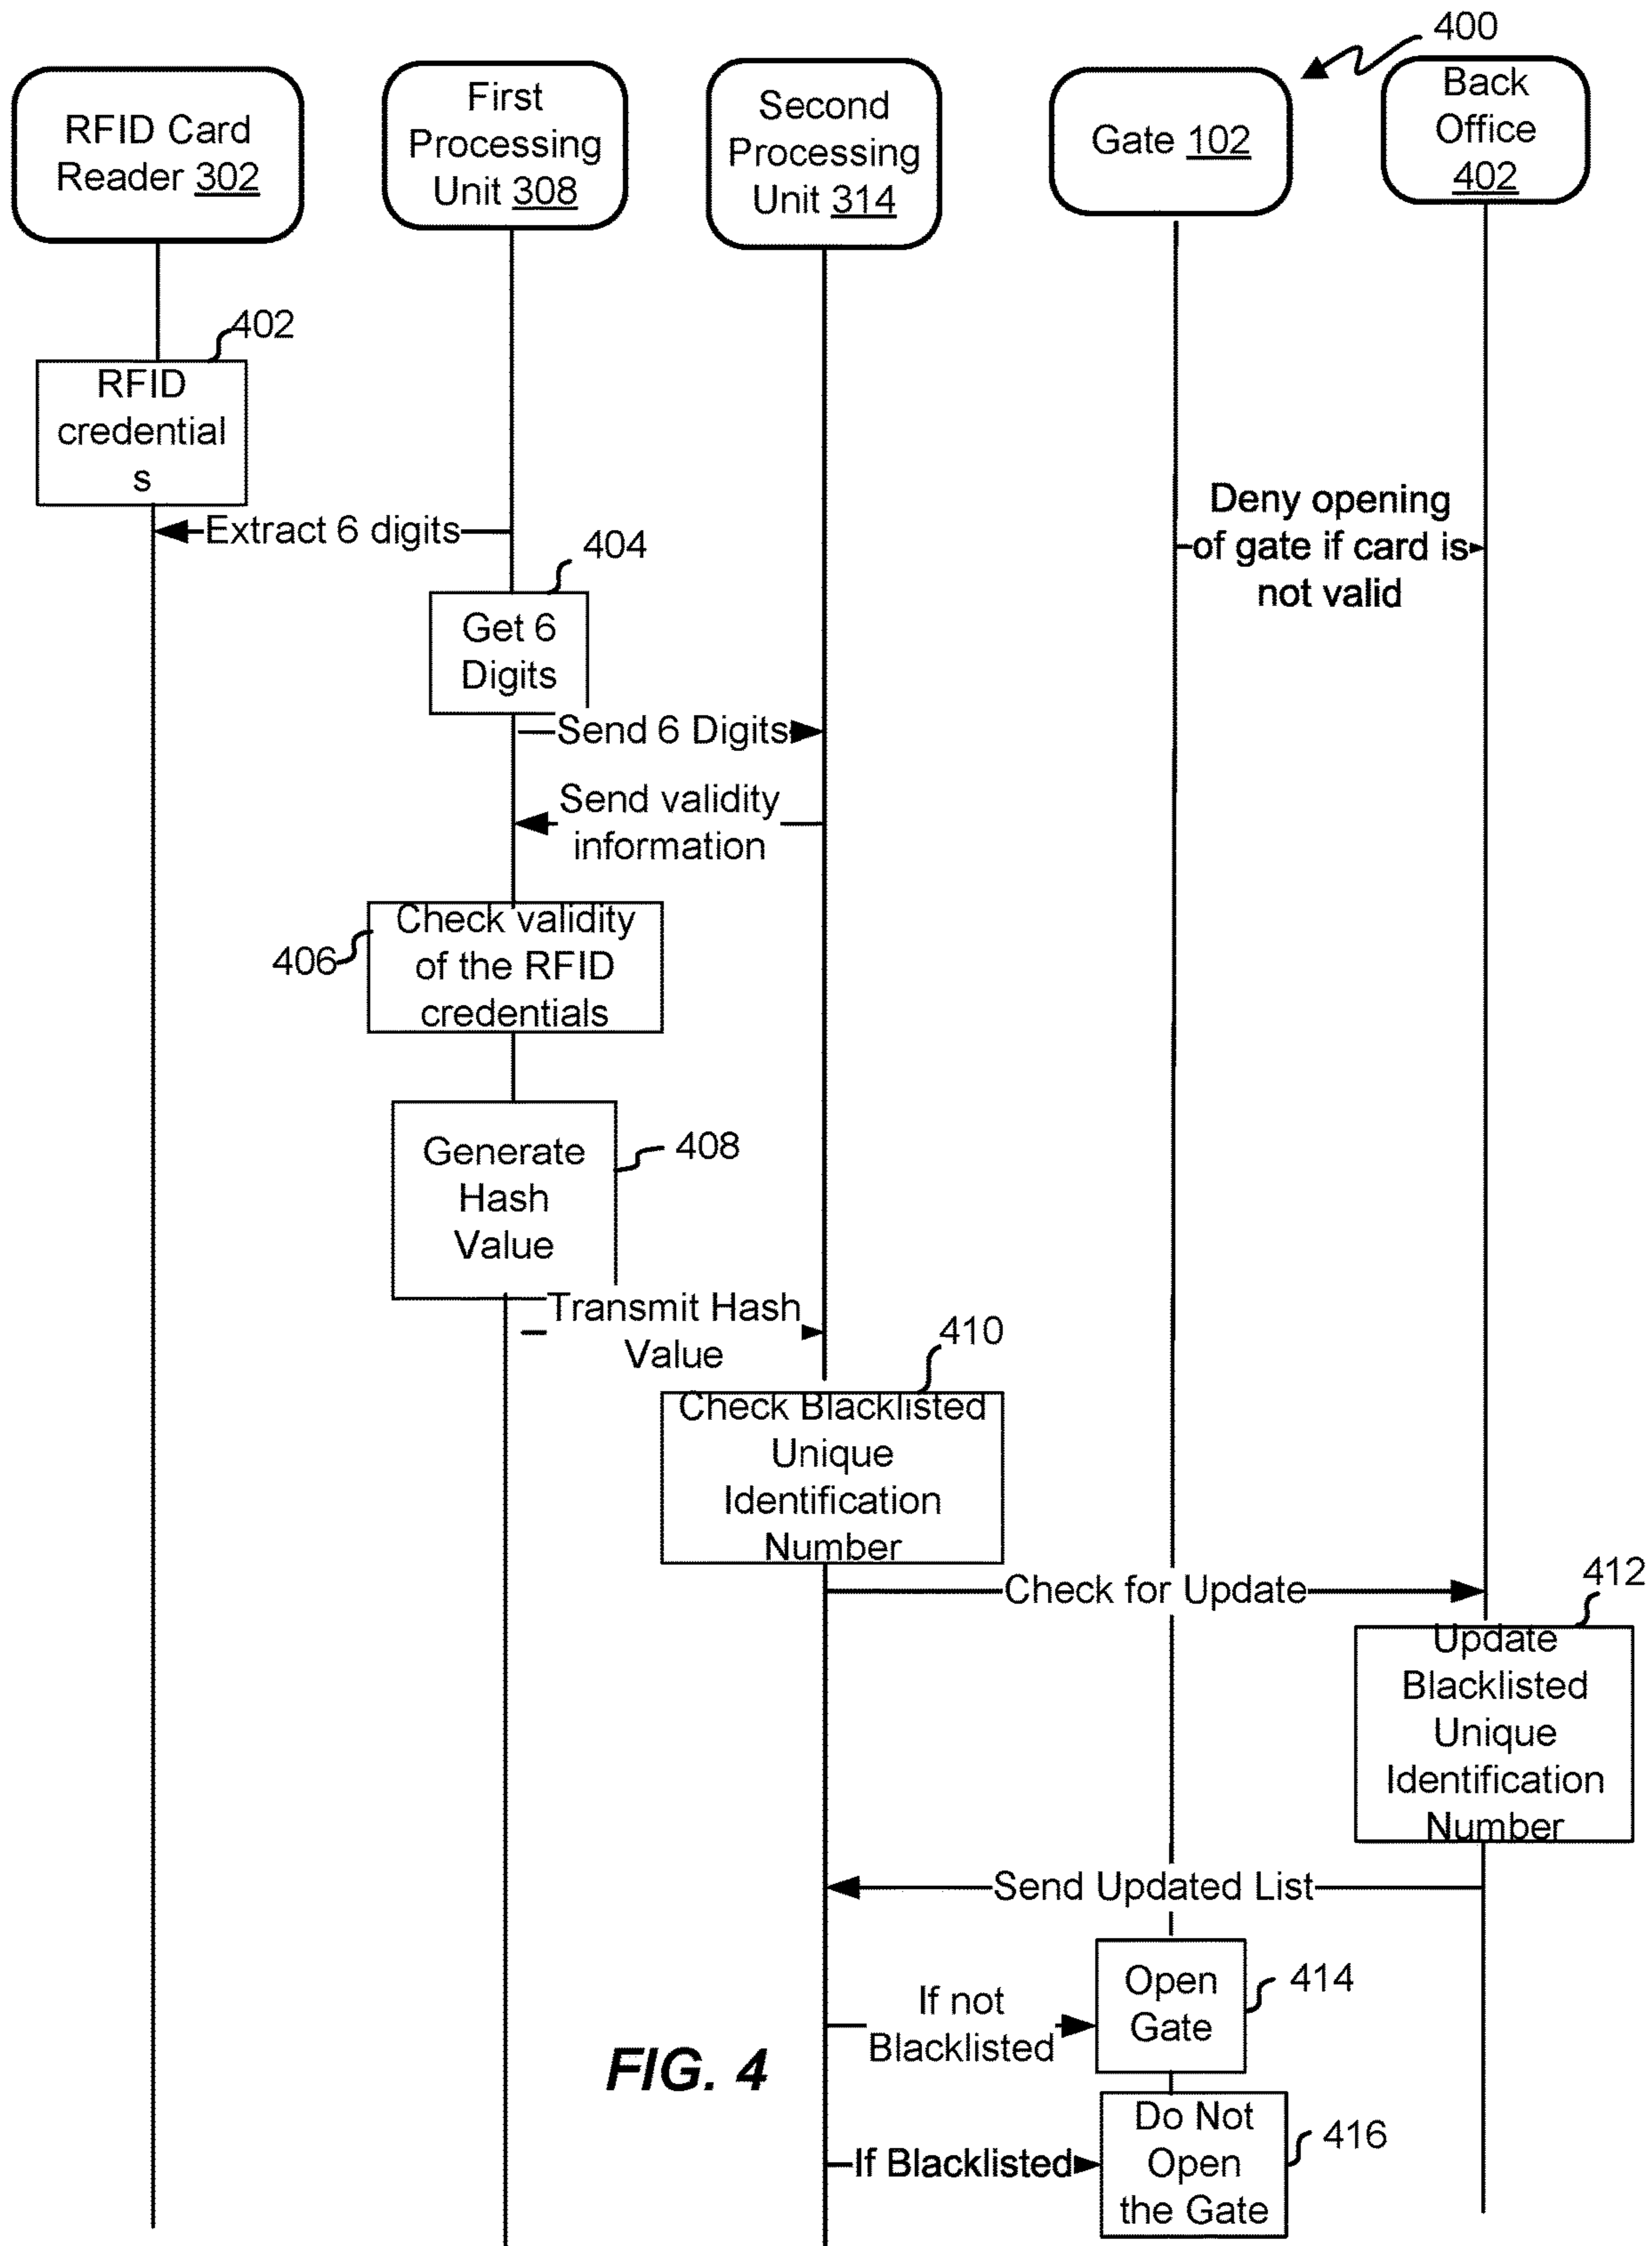 400
RFID Card
Reader 302
First
Processing
Unit 308
Second
Processing
Unit 314
Gate 102
Back
Office
402
402
RFID
credential
s
Extract 6 digits
Deny opening
of gate if card is
not valid
404
Get 6
Digits
Send 6 Digits
Send validity
information
406
Check validity
of the RFID
credentials
Generate
Hash
Value
408
Transmit Hash
Value
410
Check Blacklisted
Unique
Identification
Number
Check for Update
412
Update
Blacklisted
Unique
Identification
Number
Send Updated List
If not
Blacklisted
Open
Gate
414
FIG. 4
If Blacklisted
Do Not
Open
the Gate
416